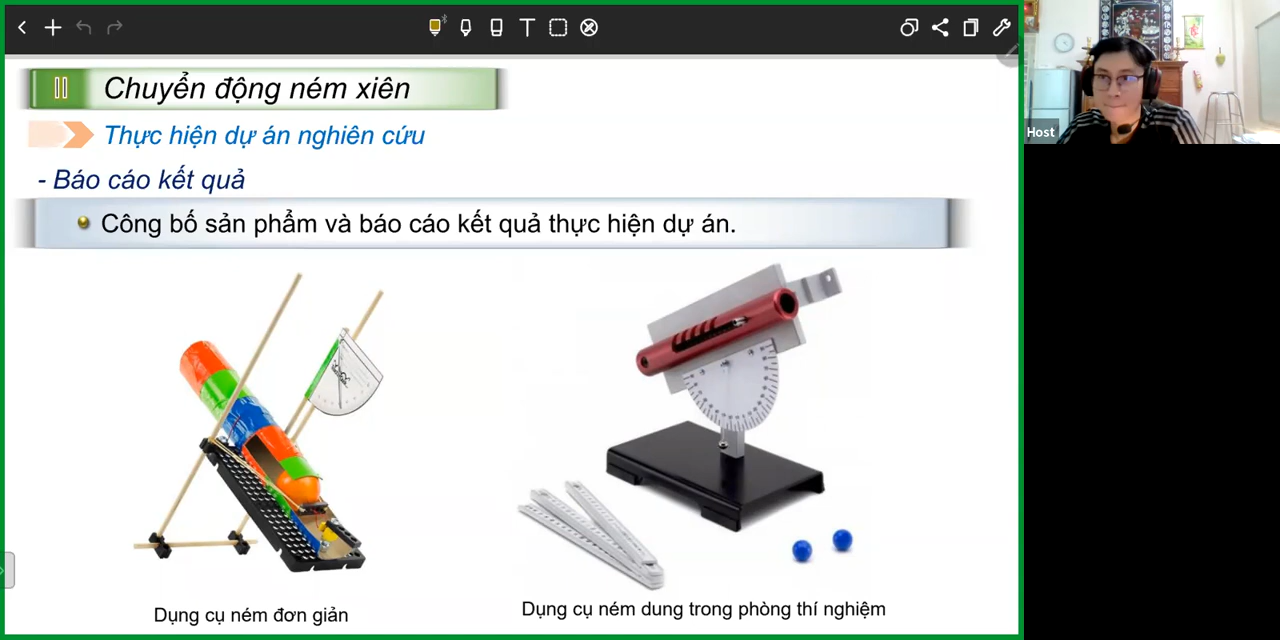 II
Chuyển động ném xiên
Thực hiện dự án nghiên cứu
- Báo cáo kết quả
Công bố sản phẩm và báo cáo kết quả thực hiện dự án.
Dụng cụ ném đơn giản
Dụng cụ ném dung trong phòng thí nghiệm
Host